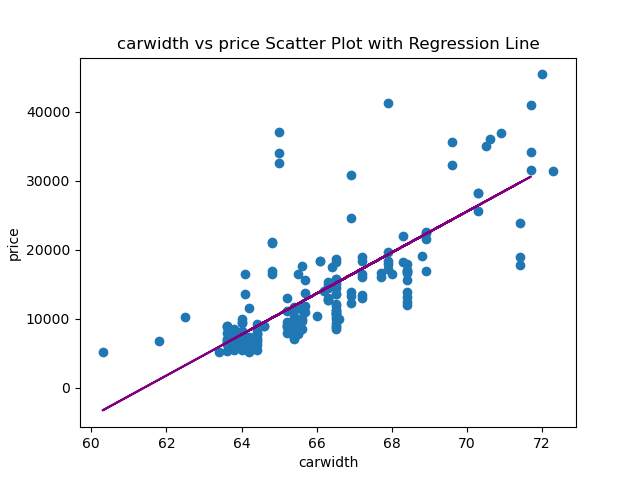 carwidth vs price Scatter Plot with Regression Line
40000
30000
20000
10000
0
price
60 62 64 66 68 70 72
carwidth